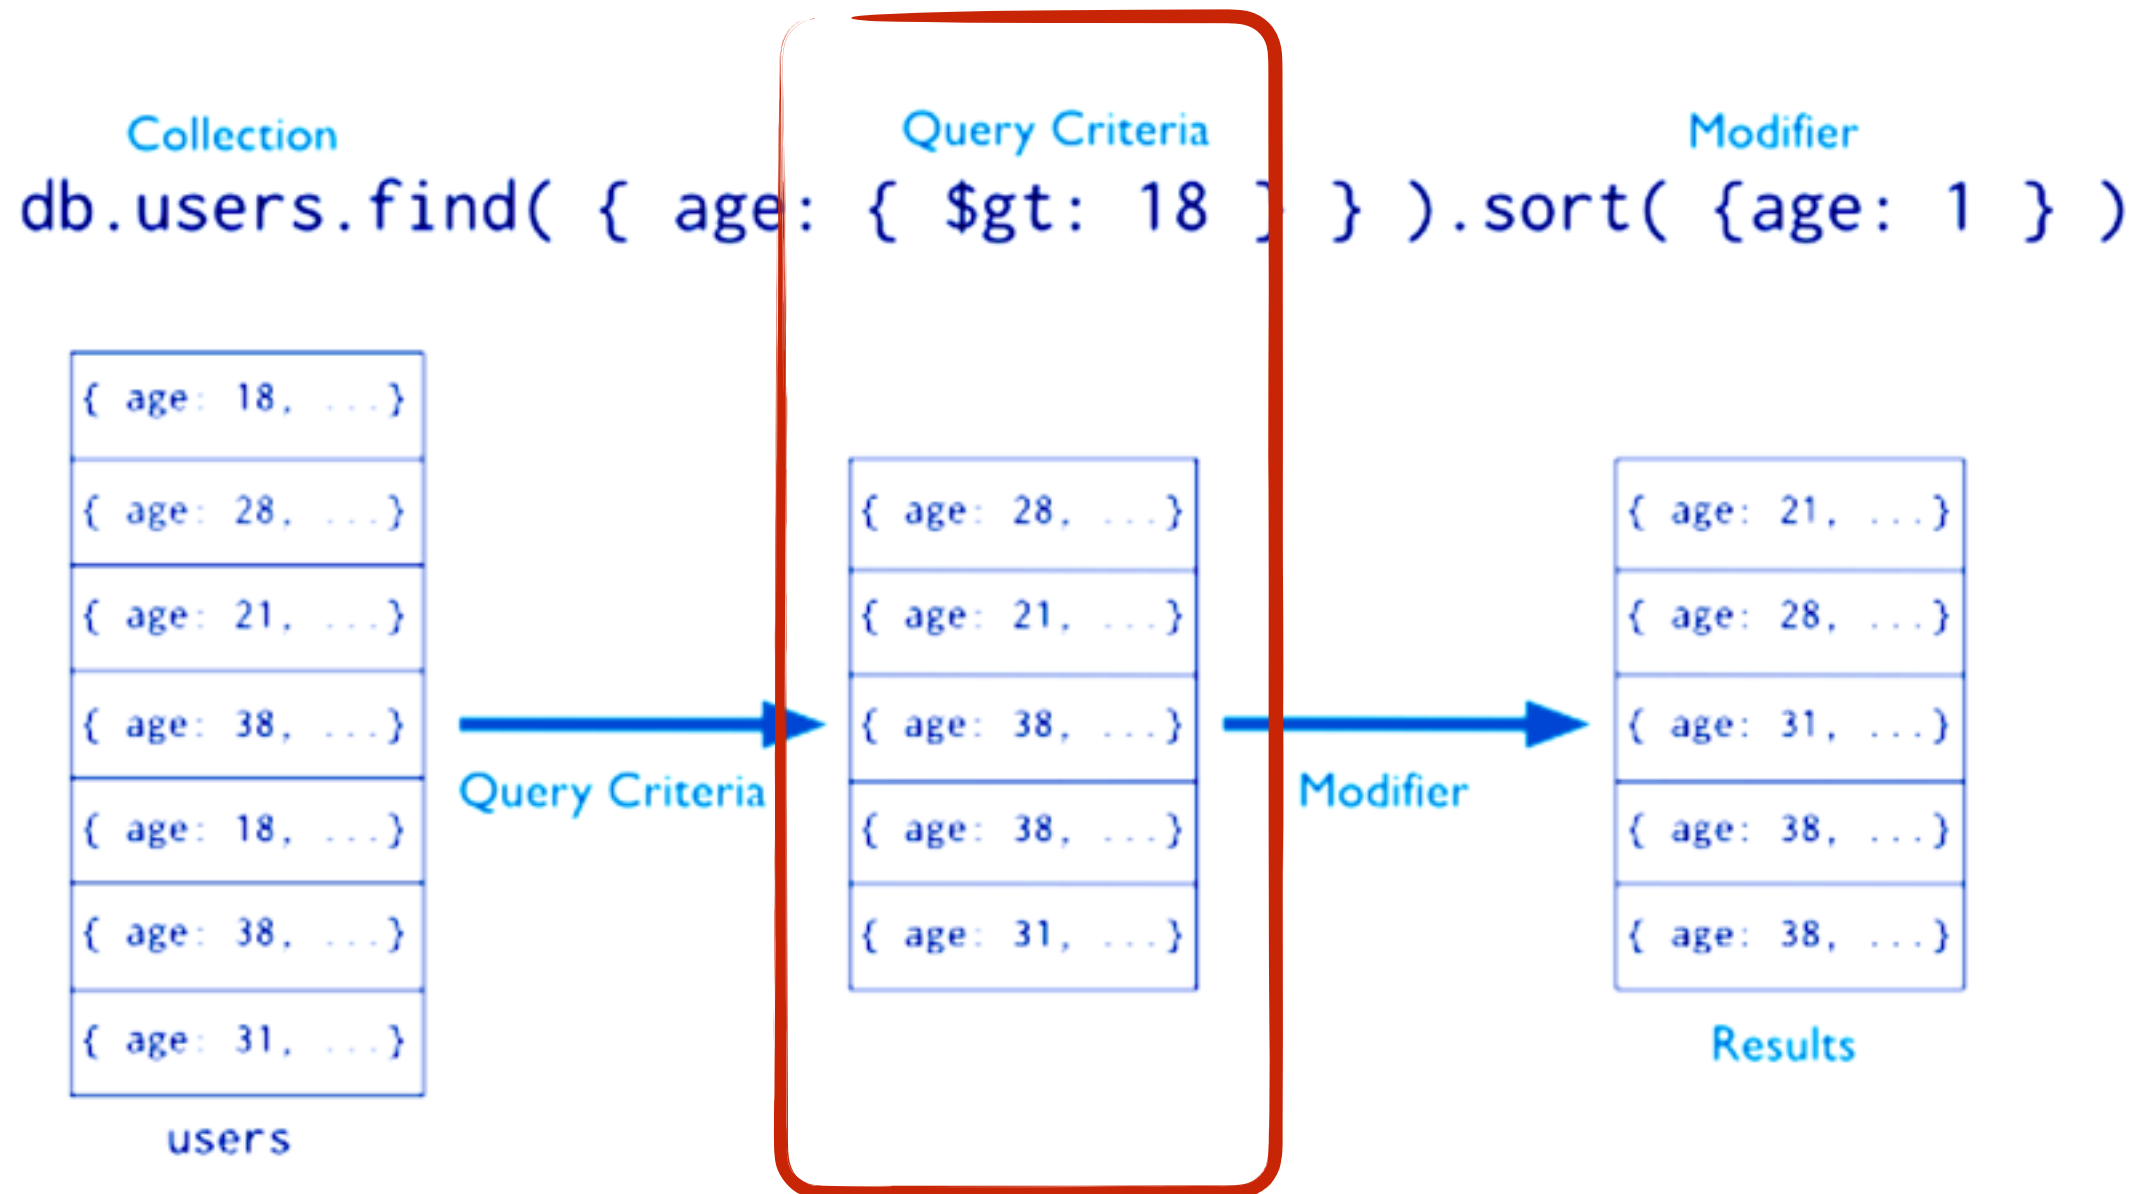 Collection Query Criteria Modifier
db.users.find( { age: { $gt: 18 } } ).sort( {age: 1 } )
{ age: 18, ...}
{ age: 28, ...}
{ age: 21, ...}
{ age: 38, ...}
{ age: 18, ...}
{ age: 38, ...}
{ age: 31, ...}
users
Query Criteria
{ age: 28, ...}
{ age: 21, ...}
{ age: 38, ...}
{ age: 38, ...}
{ age: 31, ...}
Modifier
{ age: 21, ...}
{ age: 28, ...}
{ age: 31, ...}
{ age: 38, ...}
{ age: 38, ...}
Results